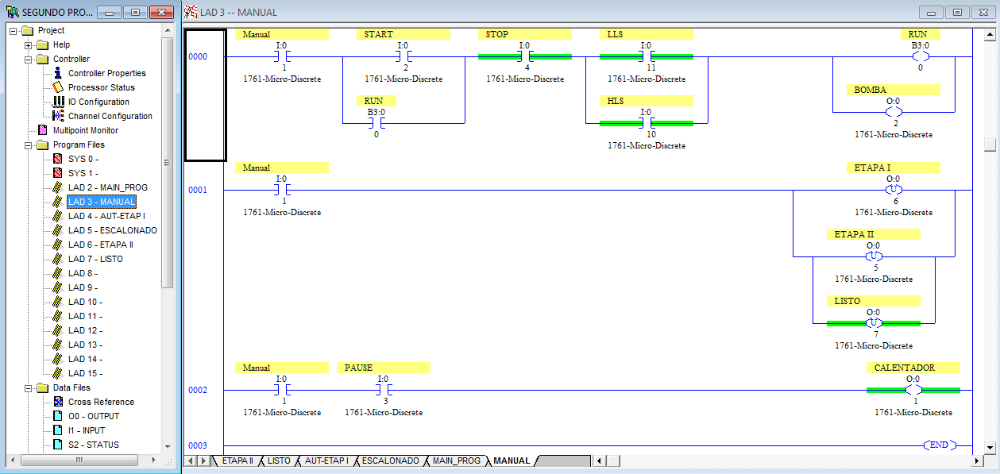 SEGUNDO PRO...
Project
Help
Controller
Controller Properties
Processor Status
IO Configuration
Channel Configuration
Multipoint Monitor
Program Files
SYS 0 -
SYS 1 -
LAD 2 - MAIN_PROG
LAD 3 - MANUAL
LAD 4 - AUT-ETAP I
LAD 5 - ESCALONADO
LAD 6 - ETAPA II
LAD 7 - LISTO
LAD 8 -
LAD 9 -
LAD 10 -
LAD 11 -
LAD 12 -
LAD 13 -
LAD 14 -
LAD 15 -
Data Files
Cross Reference
O0 - OUTPUT
I1 - INPUT
S2 - STATUS
LAD 3 -- MANUAL
Manual START STOP LLS RUN
I:0 I:0 I:0 I:0 B3:0
0000
1 2 4 11 0
1761-Micro-Discrete 1761-Micro-Discrete 1761-Micro-Discrete 1761-Micro-Discrete
BOMBA
RUN HLS O:0
B3:0 I:0
2
0 10 1761-Micro-Discrete
1761-Micro-Discrete
Manual ETAPA I
I:0 O:0
0001 U
1 6
1761-Micro-Discrete 1761-Micro-Discrete
ETAPA II
O:0
U
5
1761-Micro-Discrete
LISTO
O:0
U
7
1761-Micro-Discrete
Manual PAUSE CALENTADOR
I:0 I:0 O:0
0002
1 3 1
1761-Micro-Discrete 1761-Micro-Discrete 1761-Micro-Discrete
0003 END
ETAPA II LISTO AUT-ETAP I ESCALONADO MAIN_PROG MANUAL